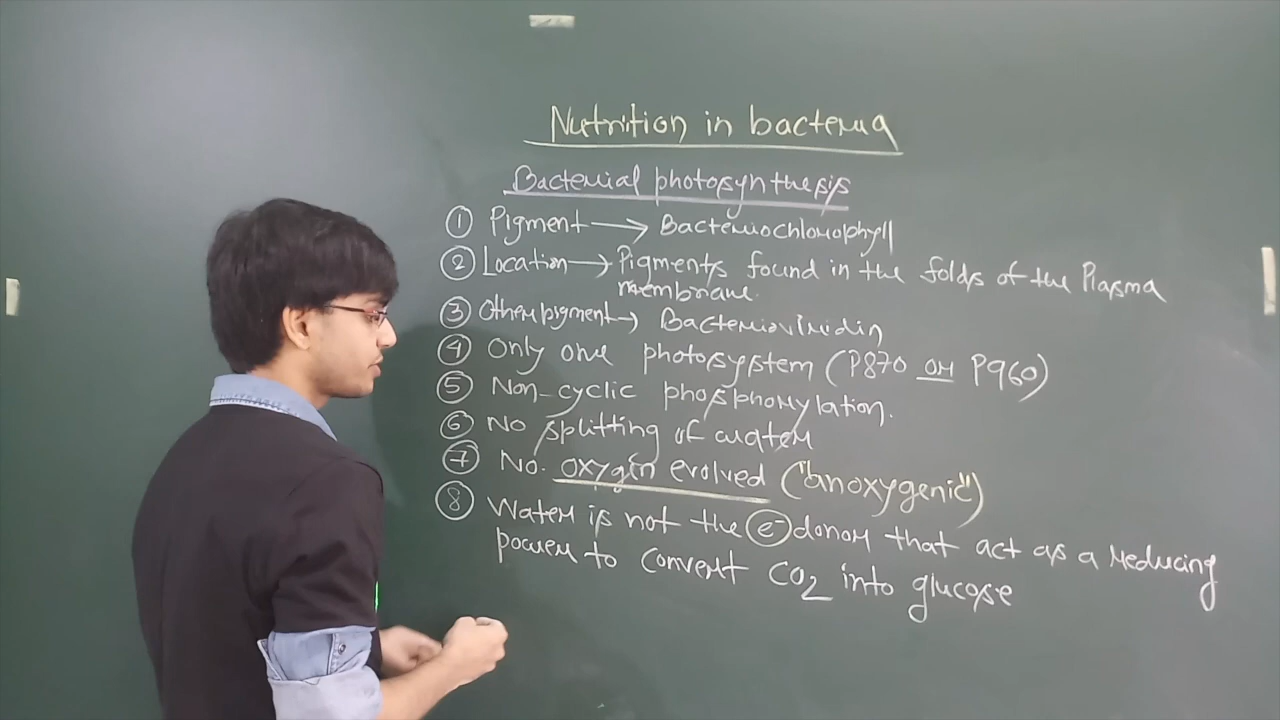 Nutrition in bacteria
Bacterial photosynthesis
① Pigment → Bacteriochlorophyll
② Location → Pigments found in the folds of the Plasma
membrane.
③ Other pigment → Bacterioviridin
④ Only one photosystem (P870 or P960)
⑤ Non-cyclic phosphorylation.
⑥ No splitting of water
⑦ No. oxygin evolved ("anoxygenic")
⑧ Water is not the e⁻ donor that act as a reducing
power to convert CO₂ into glucose